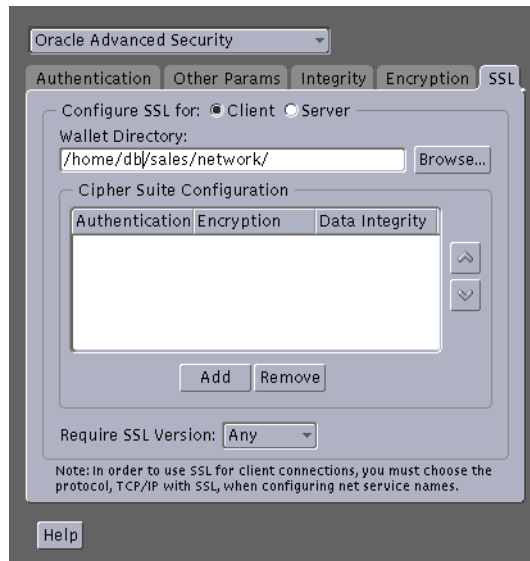 Oracle Advanced Security
Authentication Other Params Integrity Encryption SSL
Configure SSL for: Client Server
Wallet Directory:
/home/db/sales/network/ Browse...
Cipher Suite Configuration
Authentication Encryption Data Integrity
Add Remove
Require SSL Version: Any
Note: In order to use SSL for client connections, you must choose the
protocol, TCP/IP with SSL, when configuring net service names.
Help